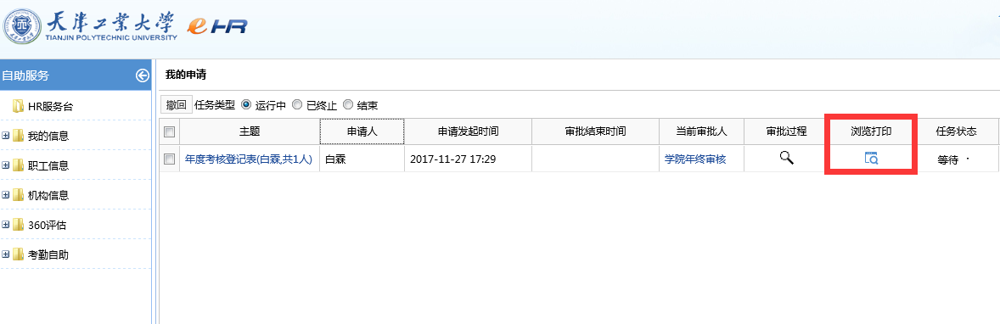 天津工业大学
TIANJIN POLYTECHNIC UNIVERSITY
eHR
自助服务
HR服务台
我的信息
职工信息
机构信息
360评估
考勤自助
我的申请
撤回 任务类型 运行中 已终止 结束
主题 申请人 申请发起时间 审批结束时间 当前审批人 审批过程 浏览打印 任务状态
年度考核登记表(白霖,共1人) 白霖 2017-11-27 17:29 学院年终审核 等待